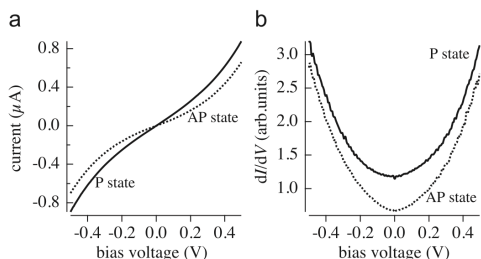 a
current (μA)
0.8
0.4
0.0
-0.4
-0.8
AP state
P state
-0.4 -0.2 0.0 0.2 0.4
bias voltage (V)
b
dI/dV (arb.units)
3.0
2.5
2.0
1.5
1.0
P state
AP state
-0.4 -0.2 0.0 0.2 0.4
bias voltage (V)